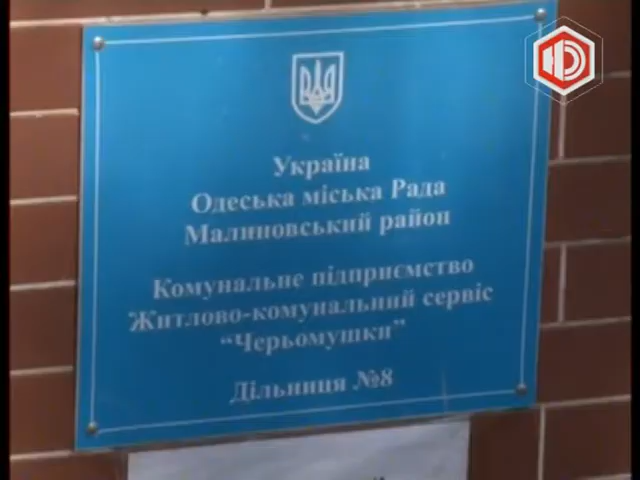 Україна
Одеська міська Рада
Малиновський район
Комунальне підприємство
Житлово-комунальний сервіс
“Черьомушки”
Дільниця №8